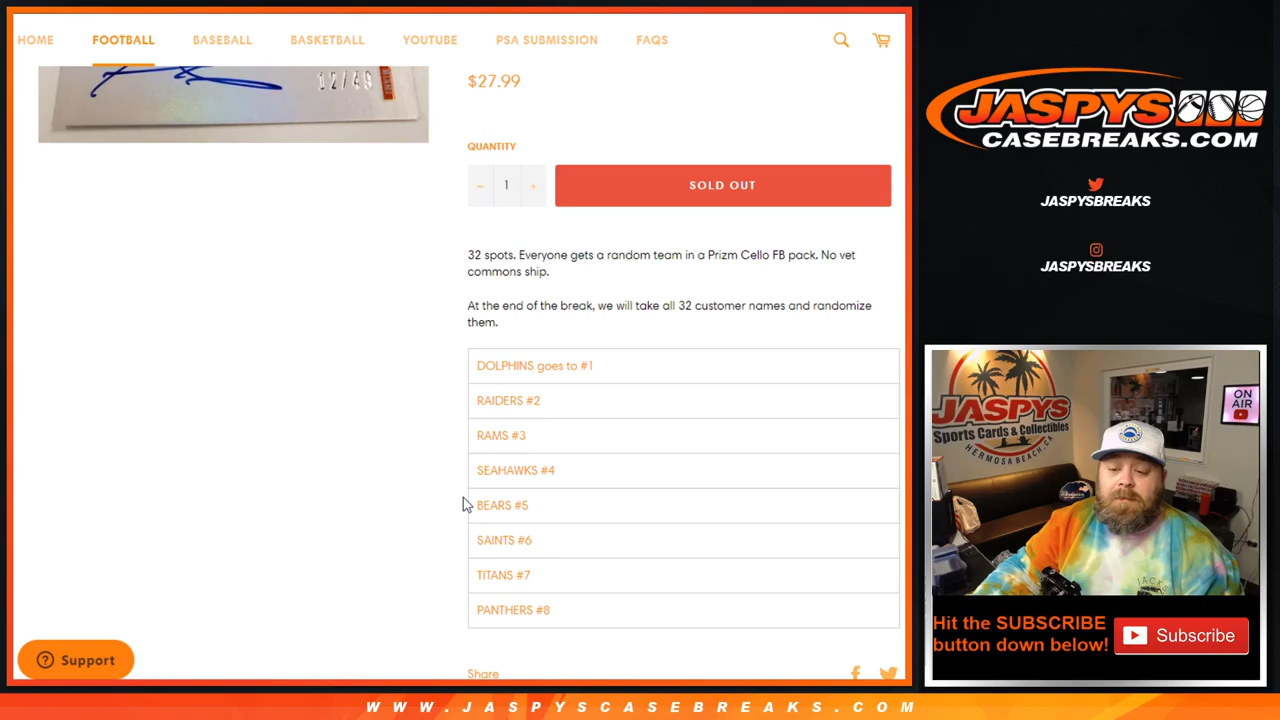 HOME
FOOTBALL
BASEBALL
BASKETBALL
YOUTUBE
PSA SUBMISSION
FAQS
12/49
$27.99
QUANTITY
− 1 +
SOLD OUT
32 spots. Everyone gets a random team in a Prizm Cello FB pack. No vet
commons ship.
At the end of the break, we will take all 32 customer names and randomize
them.
DOLPHINS goes to #1
RAIDERS #2
RAMS #3
SEAHAWKS #4
BEARS #5
SAINTS #6
TITANS #7
PANTHERS #8
Share
? Support
JASPYS
CASEBREAKS.COM
JASPYSBREAKS
JASPYSBREAKS
JASPYS
Sports Cards & Collectibles
HERMOSA BEACH, CA
ON
AIR
Dodgers
JACKS
Hit the SUBSCRIBE
button down below!
Subscribe
WWW.JASPYSCASEBREAKS.COM